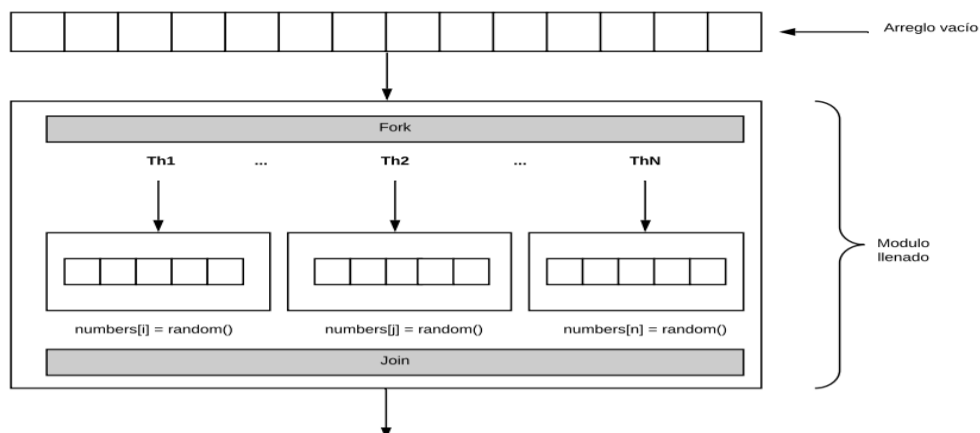 Arreglo vacío
Fork
Th1 ... Th2 ... ThN
Modulo
llenado
numbers[i] = random() numbers[j] = random() numbers[n] = random()
Join